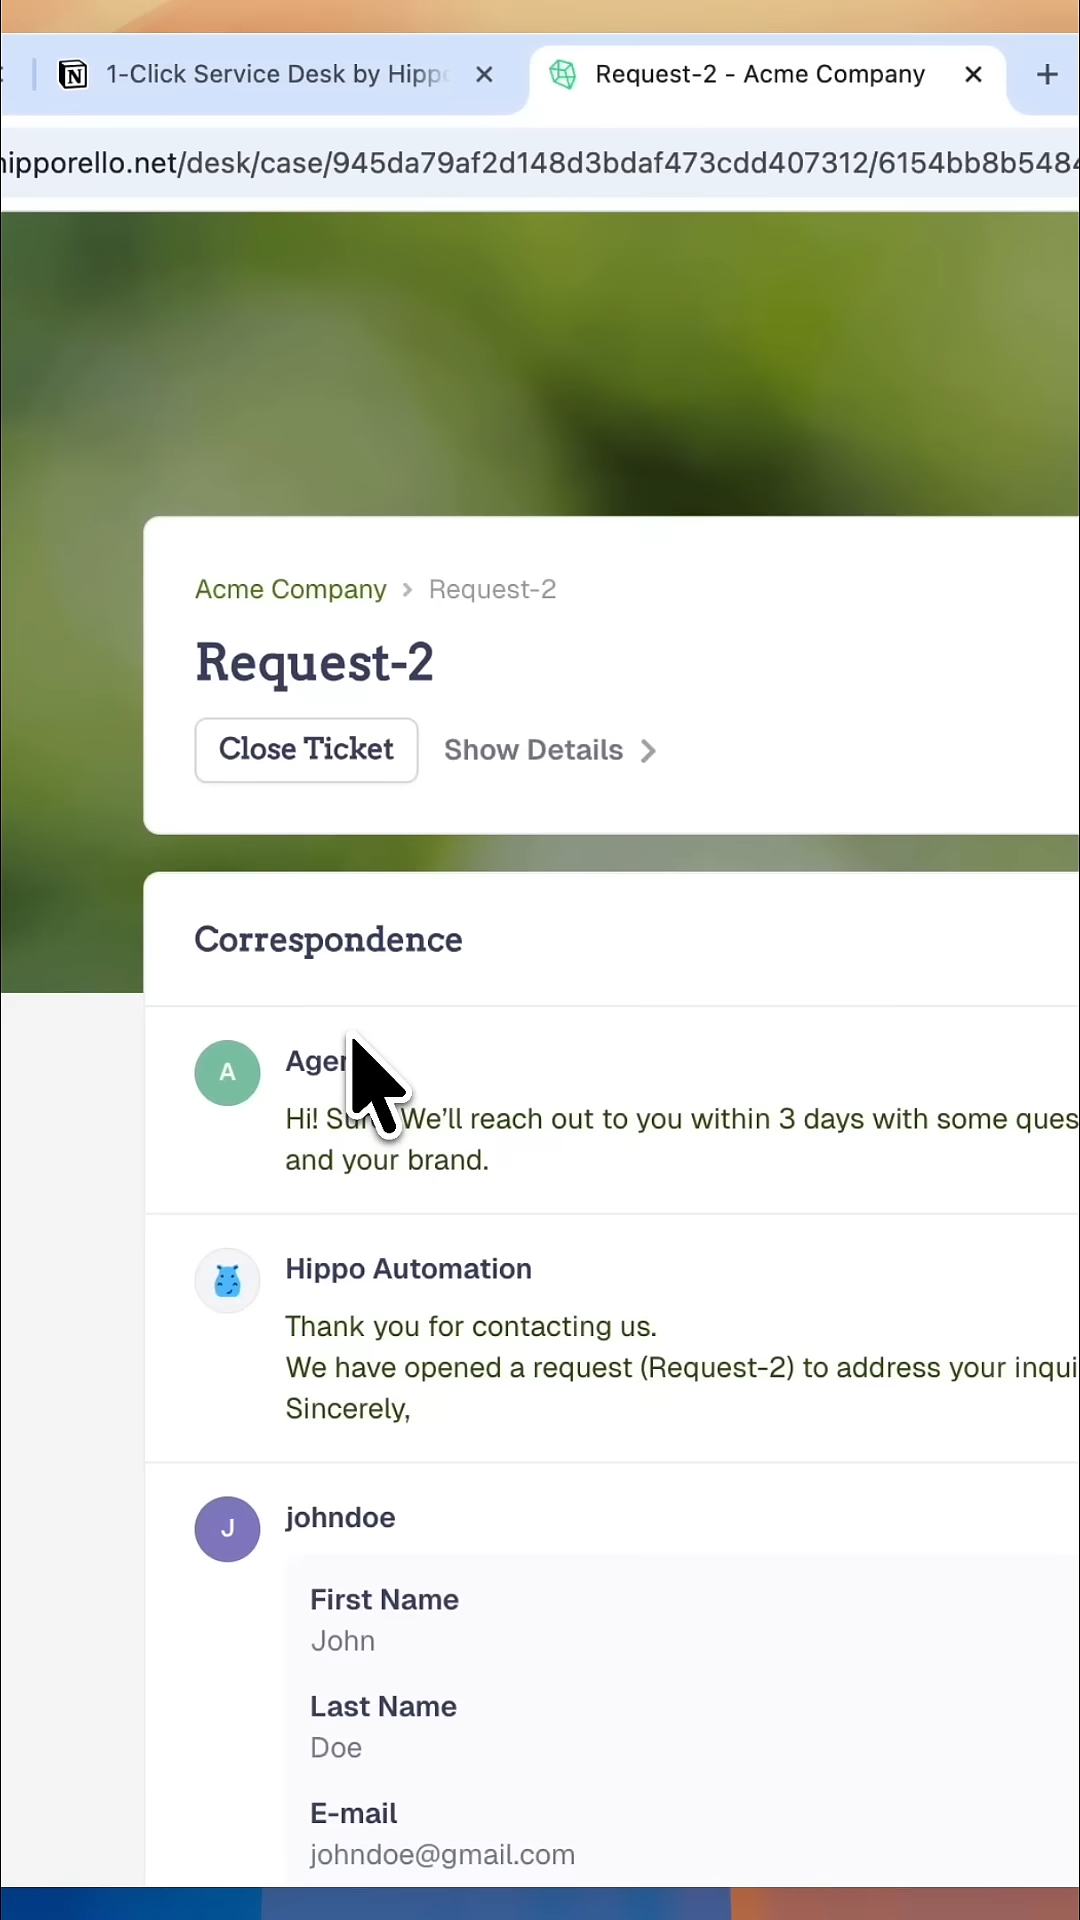 1-Click Service Desk by Hipp
Request-2 - Acme Company
hipporello.net/desk/case/945da79af2d148d3bdaf473cdd407312/6154bb8b5484
Acme Company > Request-2
Request-2
Close Ticket Show Details >
Correspondence
A
Hi! We’ll reach out to you within 3 days with some ques
and your brand.
Hippo Automation
Thank you for contacting us.
We have opened a request (Request-2) to address your inqui
Sincerely,
J
johndoe
First Name
John
Last Name
Doe
E-mail
johndoe@gmail.com